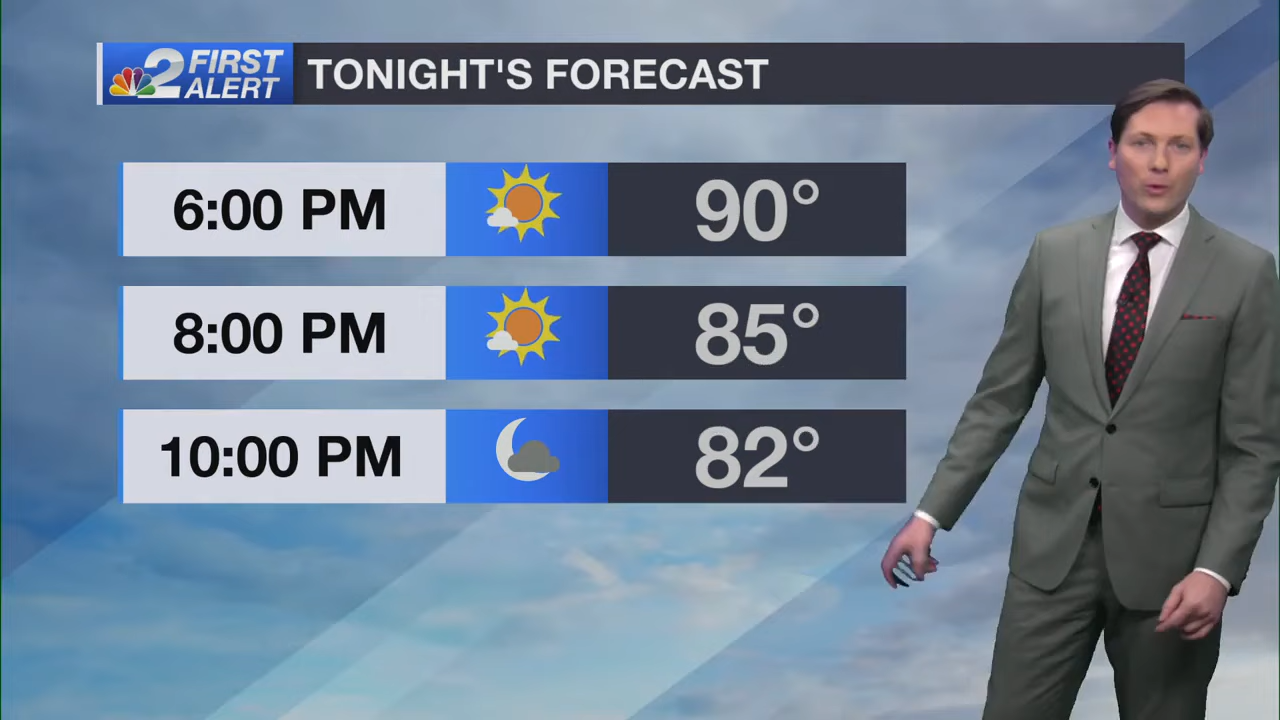 2 FIRST ALERT
TONIGHT'S FORECAST
6:00 PM 90°
8:00 PM 85°
10:00 PM 82°